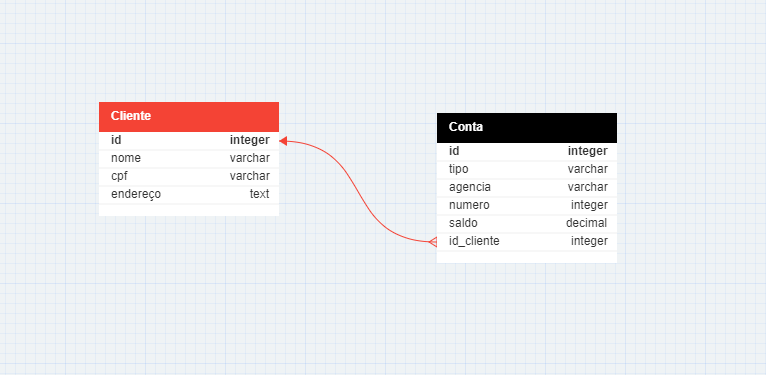 Cliente
id integer
nome varchar
cpf varchar
endereço text
Conta
id integer
tipo varchar
agencia varchar
numero integer
saldo decimal
id_cliente integer